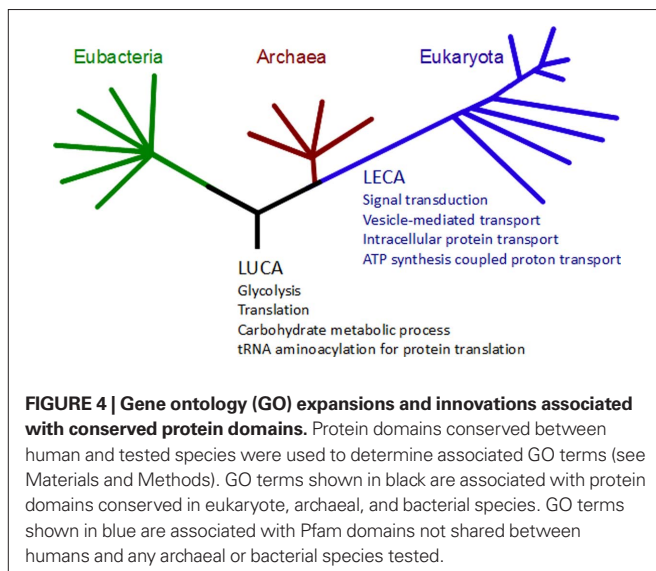 Eubacteria
Archaea
Eukaryota
LECA
Signal transduction
Vesicle-mediated transport
Intracellular protein transport
ATP synthesis coupled proton transport
LUCA
Glycolysis
Translation
Carbohydrate metabolic process
tRNA aminoacylation for protein translation
FIGURE 4 | Gene ontology (GO) expansions and innovations associated
with conserved protein domains. Protein domains conserved between
human and tested species were used to determine associated GO terms (see
Materials and Methods). GO terms shown in black are associated with protein
domains conserved in eukaryote, archaeal, and bacterial species. GO terms
shown in blue are associated with Pfam domains not shared between
humans and any archaeal or bacterial species tested.